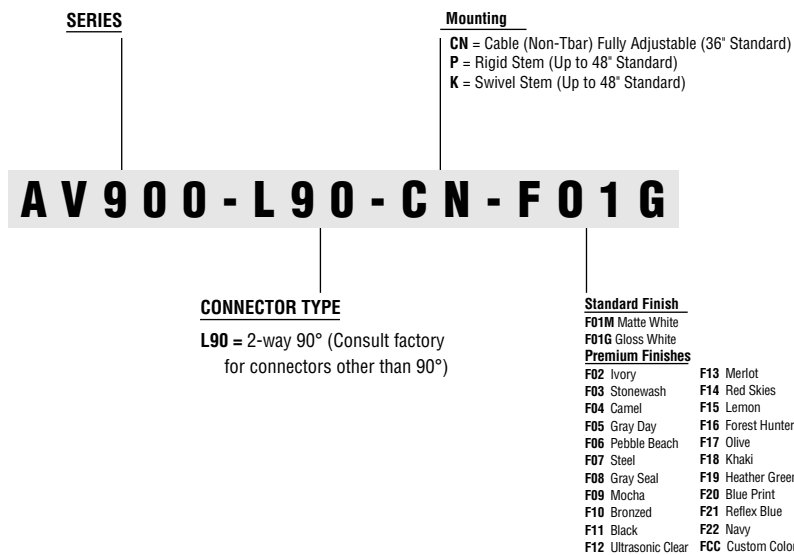 SERIES
Mounting
CN = Cable (Non-Tbar) Fully Adjustable (36" Standard)
P = Rigid Stem (Up to 48" Standard)
K = Swivel Stem (Up to 48" Standard)
AV900-L90-CN-F01G
CONNECTOR TYPE
L90 = 2-way 90° (Consult factory
for connectors other than 90°)
Standard Finish
F01M Matte White
F01G Gloss White
Premium Finishes
F02 Ivory
F03 Stonewash
F04 Camel
F05 Gray Day
F06 Pebble Beach
F07 Steel
F08 Gray Seal
F09 Mocha
F10 Bronzed
F11 Black
F12 Ultrasonic Clear
F13 Merlot
F14 Red Skies
F15 Lemon
F16 Forest Hunter
F17 Olive
F18 Khaki
F19 Heather Green
F20 Blue Print
F21 Reflex Blue
F22 Navy
FCC Custom Color